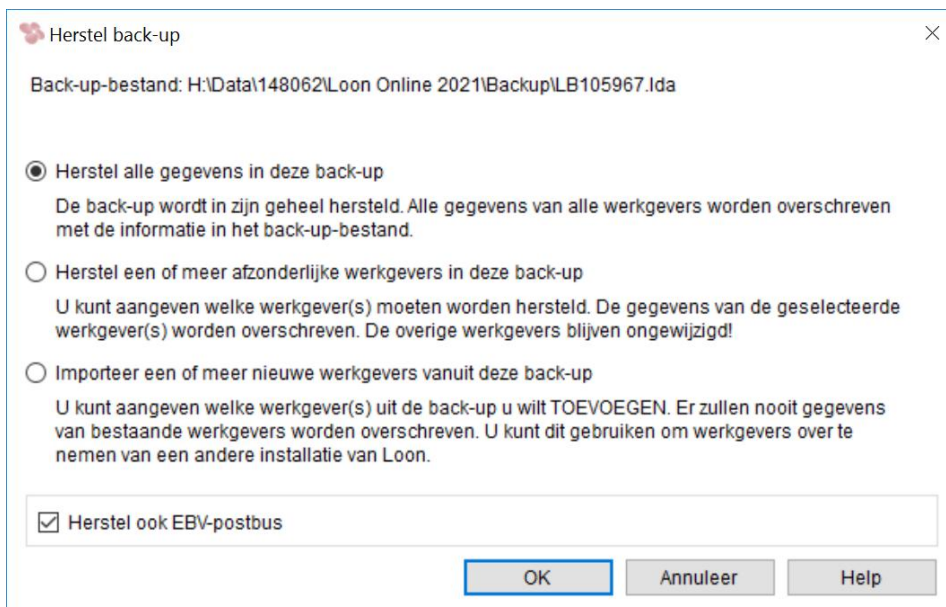 Herstel back-up
Back-up-bestand: H:\Data\148062\Loon Online 2021\Backup\LB105967.lda
Herstel alle gegevens in deze back-up
De back-up wordt in zijn geheel hersteld. Alle gegevens van alle werkgevers worden overschreven
met de informatie in het back-up-bestand.
Herstel een of meer afzonderlijke werkgevers in deze back-up
U kunt aangeven welke werkgever(s) moeten worden hersteld. De gegevens van de geselecteerde
werkgever(s) worden overschreven. De overige werkgevers blijven ongewijzigd!
Importeer een of meer nieuwe werkgevers vanuit deze back-up
U kunt aangeven welke werkgever(s) uit de back-up u wilt TOEVOEGEN. Er zullen nooit gegevens
van bestaande werkgevers worden overschreven. U kunt dit gebruiken om werkgevers over te
nemen van een andere installatie van Loon.
Herstel ook EBV-postbus
OK Annuleer Help